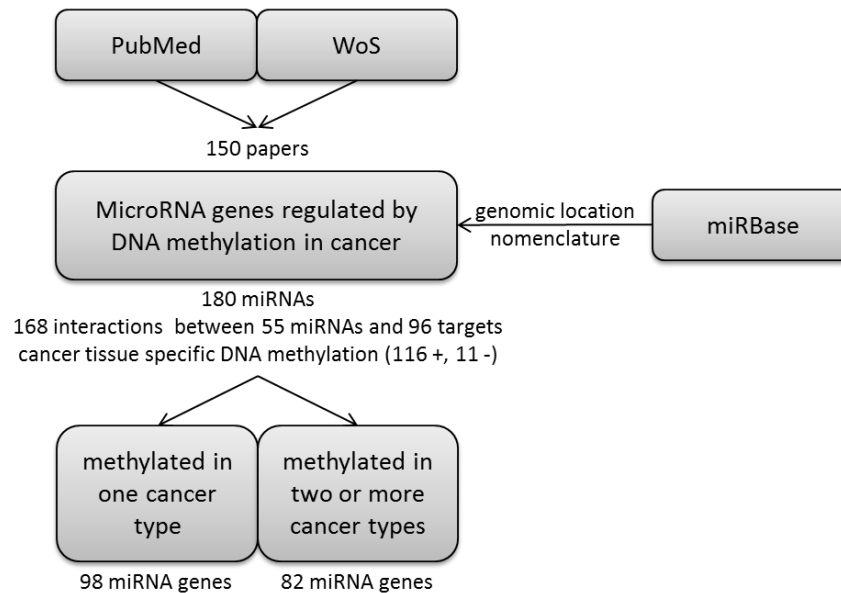 PubMed
WoS
150 papers
MicroRNA genes regulated by
DNA methylation in cancer
genomic location
nomenclature
miRBase
180 miRNAs
168 interactions between 55 miRNAs and 96 targets
cancer tissue specific DNA methylation (116 +, 11 -)
methylated in
one cancer
type
methylated in
two or more
cancer types
98 miRNA genes
82 miRNA genes